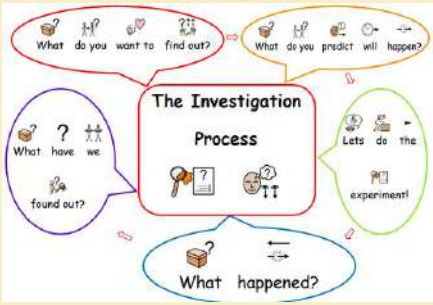 What do you want to find out?
What do you predict will happen?
The Investigation
Process
Lets do the
experiment!
What happened?
What have we
found out?